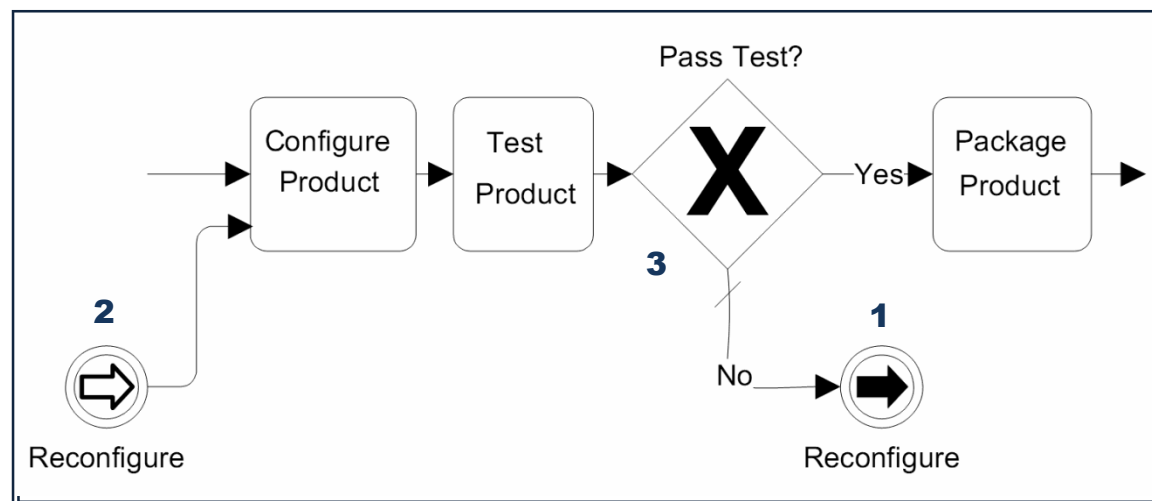 Pass Test?
Configure
Product
Test
Product
X
Yes
Package
Product
3
2
1
No
Reconfigure
Reconfigure